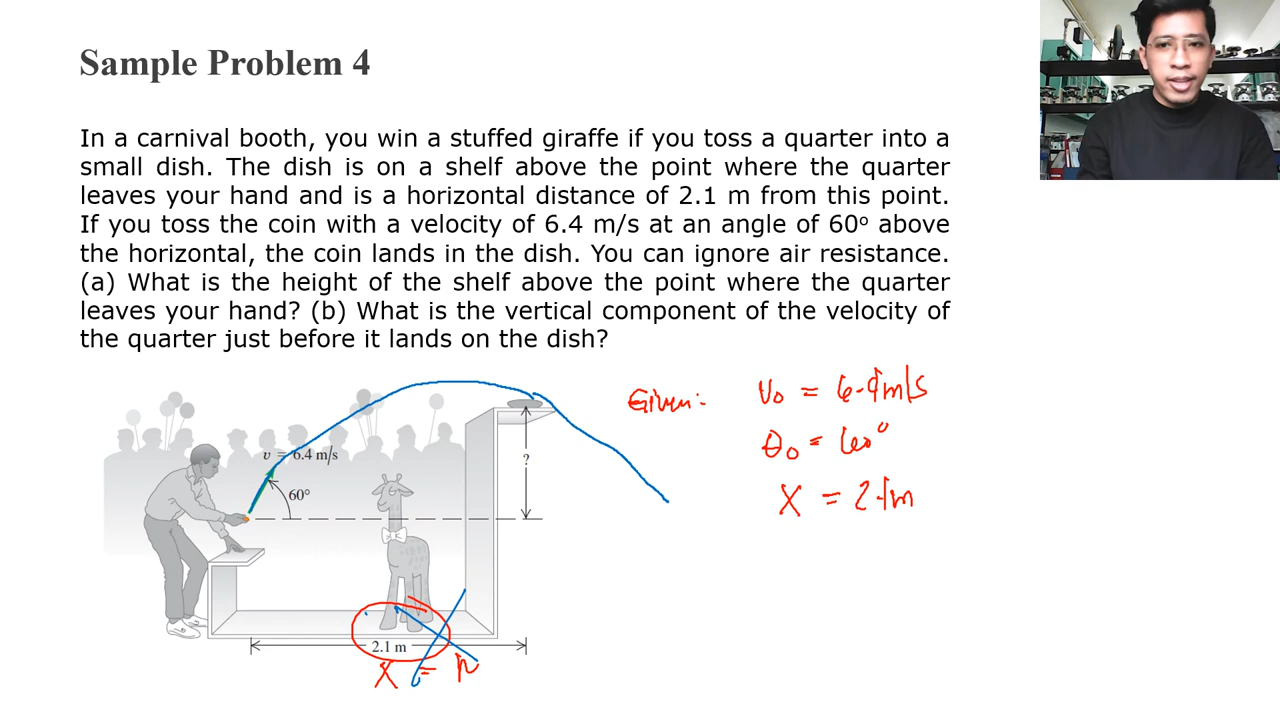 Sample Problem 4
In a carnival booth, you win a stuffed giraffe if you toss a quarter into a
small dish. The dish is on a shelf above the point where the quarter
leaves your hand and is a horizontal distance of 2.1 m from this point.
If you toss the coin with a velocity of 6.4 m/s at an angle of 60° above
the horizontal, the coin lands in the dish. You can ignore air resistance.
(a) What is the height of the shelf above the point where the quarter
leaves your hand? (b) What is the vertical component of the velocity of
the quarter just before it lands on the dish?
Given: v₀ = 6.4 m/s
θ₀ = 60°
X = 2.1m
v = 6.4 m/s
?
60°
2.1 m
X = R